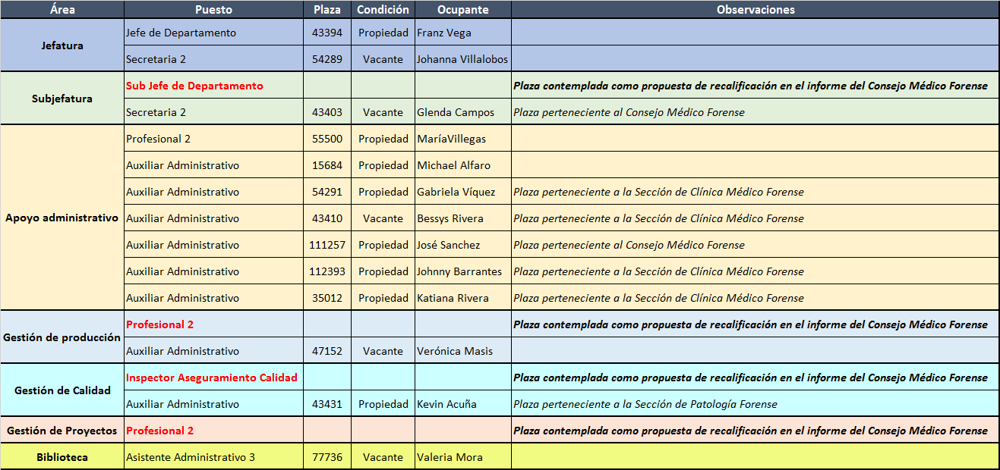 Área Puesto Plaza Condición Ocupante Observaciones
Jefatura
Jefe de Departamento 43394 Propiedad Franz Vega
Secretaria 2 54289 Vacante Johanna Villalobos
Subjefatura
Sub Jefe de Departamento Plaza contemplada como propuesta de recalificación en el informe del Consejo Médico Forense
Secretaria 2 43403 Vacante Glenda Campos Plaza perteneciente al Consejo Médico Forense
Apoyo administrativo
Profesional 2 55500 Propiedad MaríaVillegas
Auxiliar Administrativo 15684 Propiedad Michael Alfaro
Auxiliar Administrativo 54291 Propiedad Gabriela Víquez Plaza perteneciente a la Sección de Clínica Médico Forense
Auxiliar Administrativo 43410 Vacante Bessys Rivera Plaza perteneciente a la Sección de Clínica Médico Forense
Auxiliar Administrativo 111257 Propiedad José Sanchez Plaza perteneciente al Consejo Médico Forense
Auxiliar Administrativo 112393 Propiedad Johnny Barrantes Plaza perteneciente a la Sección de Clínica Médico Forense
Auxiliar Administrativo 35012 Propiedad Katiana Rivera Plaza perteneciente a la Sección de Clínica Médico Forense
Gestión de producción
Profesional 2 Plaza contemplada como propuesta de recalificación en el informe del Consejo Médico Forense
Auxiliar Administrativo 47152 Vacante Verónica Masis
Gestión de Calidad
Inspector Aseguramiento Calidad Plaza contemplada como propuesta de recalificación en el informe del Consejo Médico Forense
Auxiliar Administrativo 43431 Propiedad Kevin Acuña Plaza perteneciente a la Sección de Patología Forense
Gestión de Proyectos Profesional 2 Plaza contemplada como propuesta de recalificación en el informe del Consejo Médico Forense
Biblioteca Asistente Administrativo 3 77736 Vacante Valeria Mora